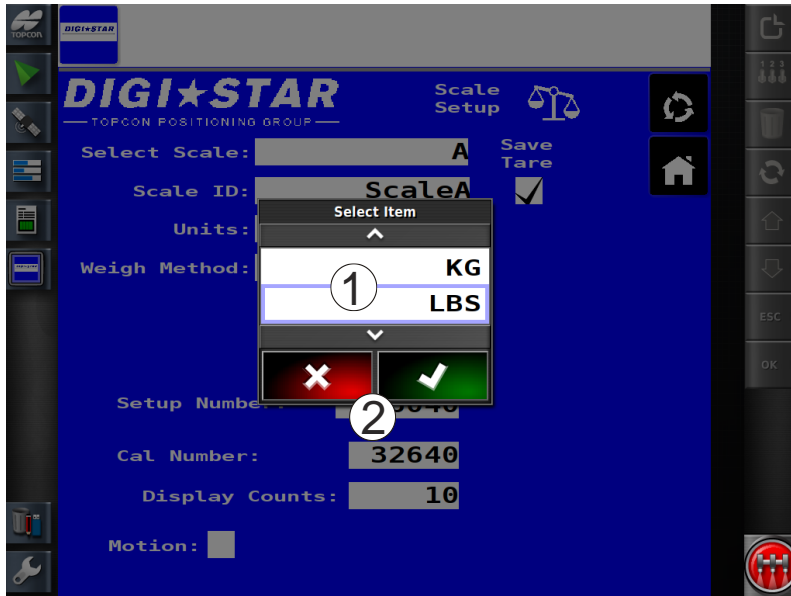 TOPCON
DIGI★STAR
DIGI★STAR
TOPCON POSITIONING GROUP
Scale
Setup
Select Scale: A
Save
Tare
Scale ID: ScaleA
Select Item
Units:
KG
Weigh Method:
1
LBS
Setup Number:
2
Cal Number: 32640
Display Counts: 10
Motion:
1 2 3
ESC
OK